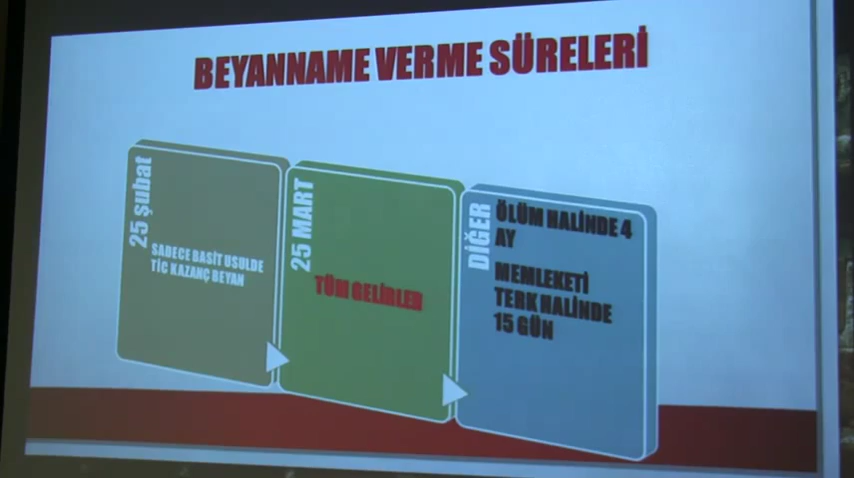 BEYANNAME VERME SÜRELERİ
25 şubat
SADECE BASİT USULDE
TİC KAZANÇ BEYAN
25 MART
TÜM GELİRLER
DİĞER
ÖLÜM HALİNDE 4
AY
MEMLEKETİ
TERK HALİNDE
15 GÜN